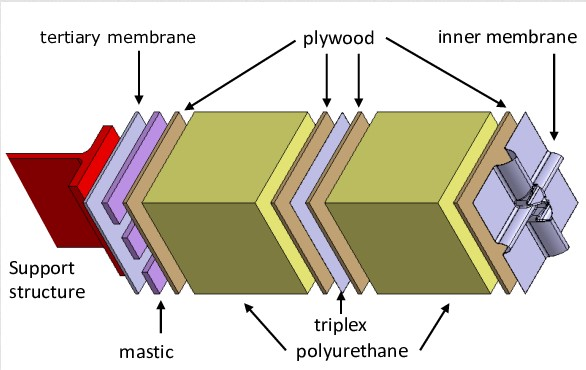 tertiary membrane
plywood
inner membrane
Support
structure
mastic
triplex
polyurethane